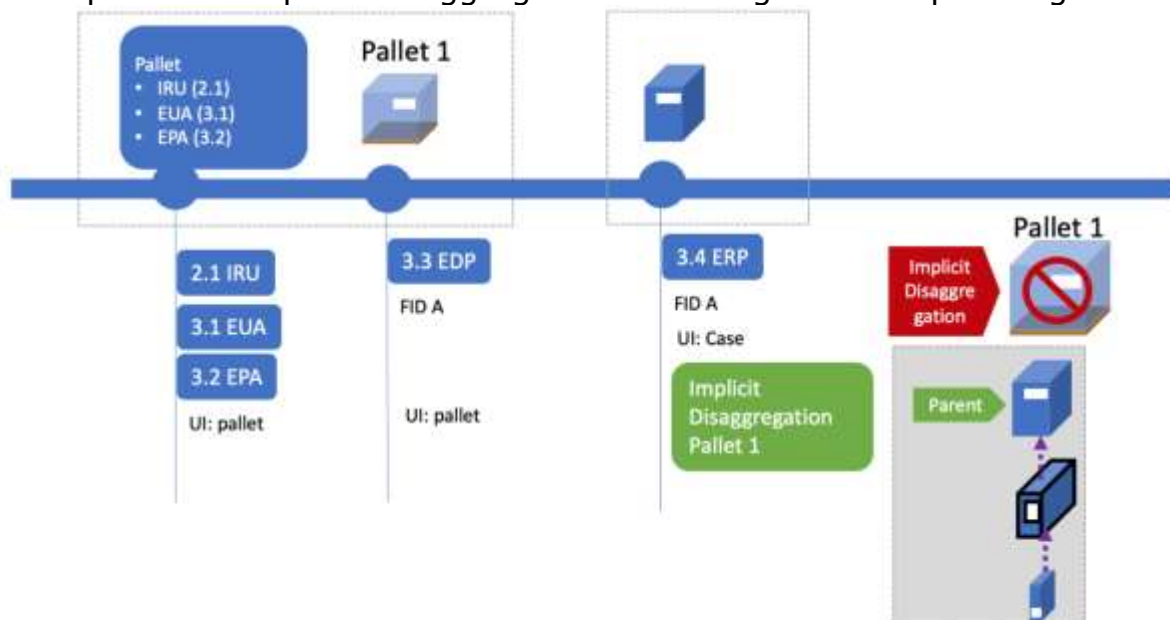 Pallet
• IRU (2.1)
• EUA (3.1)
• EPA (3.2)
Pallet 1
2.1 IRU
3.1 EUA
3.2 EPA
UI: pallet
3.3 EDP
FID A
UI: pallet
3.4 ERP
FID A
UI: Case
Implicit
Disaggregation
Pallet 1
Implicit
Disaggre
gation
Pallet 1
Parent